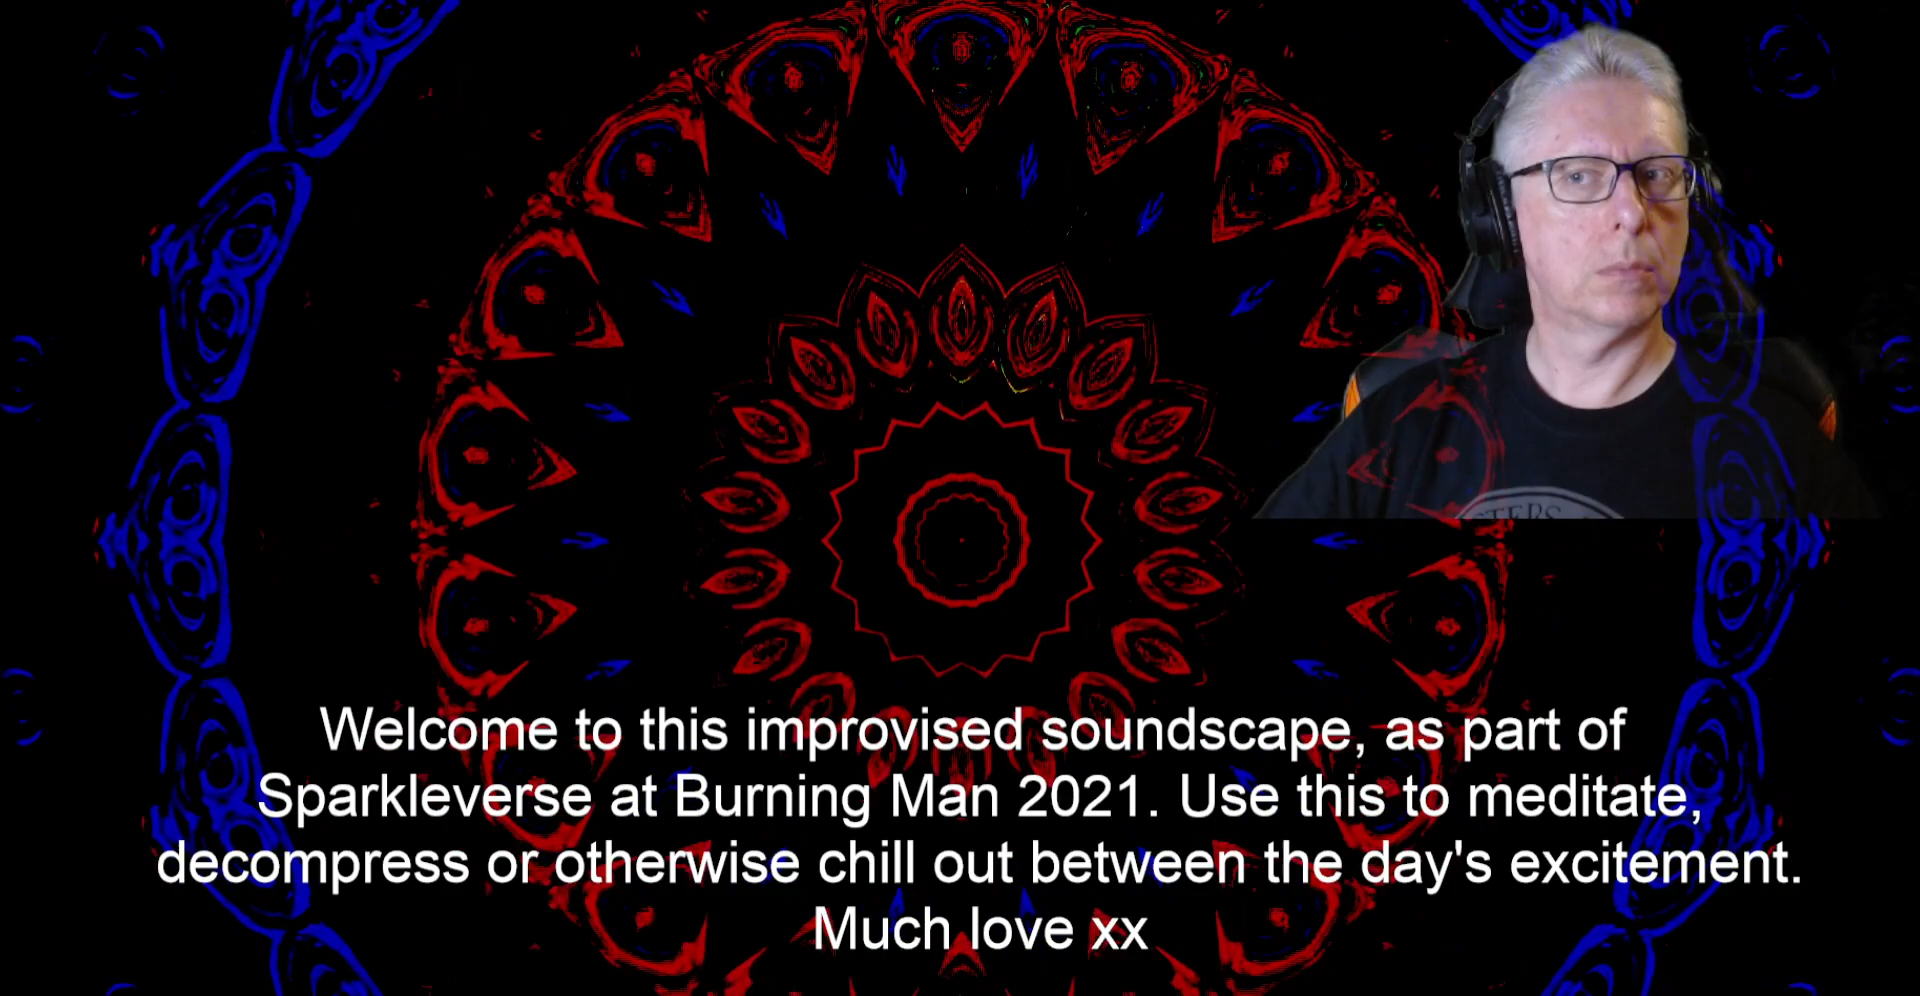 Welcome to this improvised soundscape, as part of
Sparkleverse at Burning Man 2021. Use this to meditate,
decompress or otherwise chill out between the day's excitement.
Much love xx